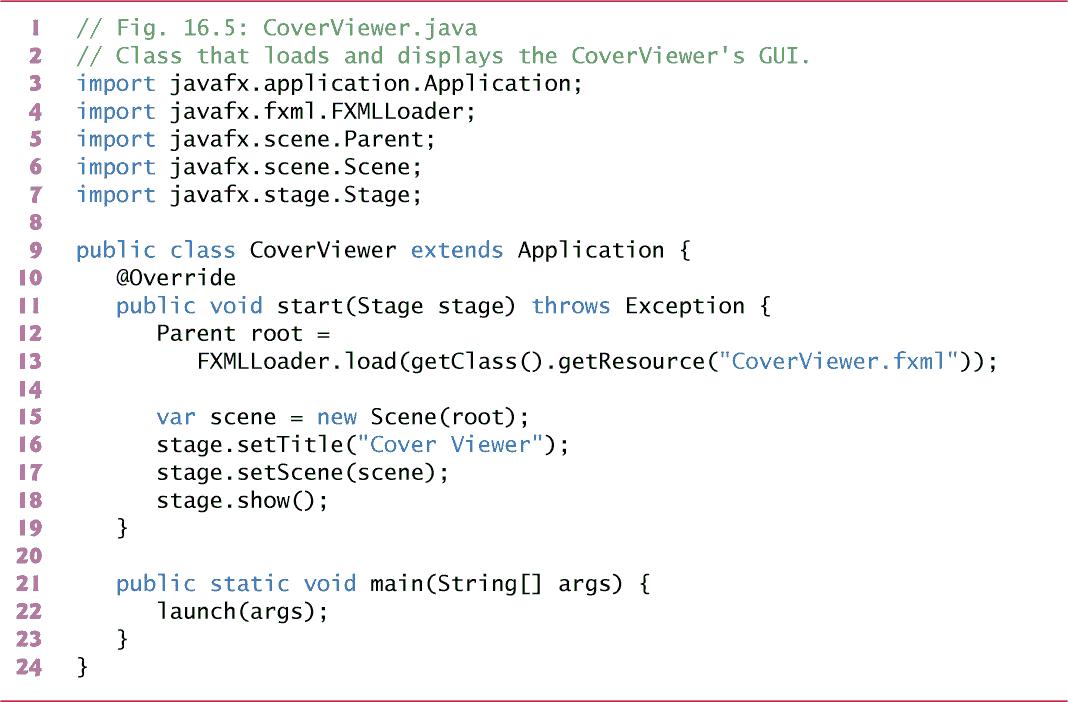 1 // Fig. 16.5: CoverViewer.java
2 // Class that loads and displays the CoverViewer's GUI.
3 import javafx.application.Application;
4 import javafx.fxml.FXMLLoader;
5 import javafx.scene.Parent;
6 import javafx.scene.Scene;
7 import javafx.stage.Stage;
8
9 public class CoverViewer extends Application {
10    @Override
11    public void start(Stage stage) throws Exception {
12       Parent root =
13          FXMLLoader.load(getClass().getResource("CoverViewer.fxml"));
14
15       var scene = new Scene(root);
16       stage.setTitle("Cover Viewer");
17       stage.setScene(scene);
18       stage.show();
19    }
20
21    public static void main(String[] args) {
22       launch(args);
23    }
24 }